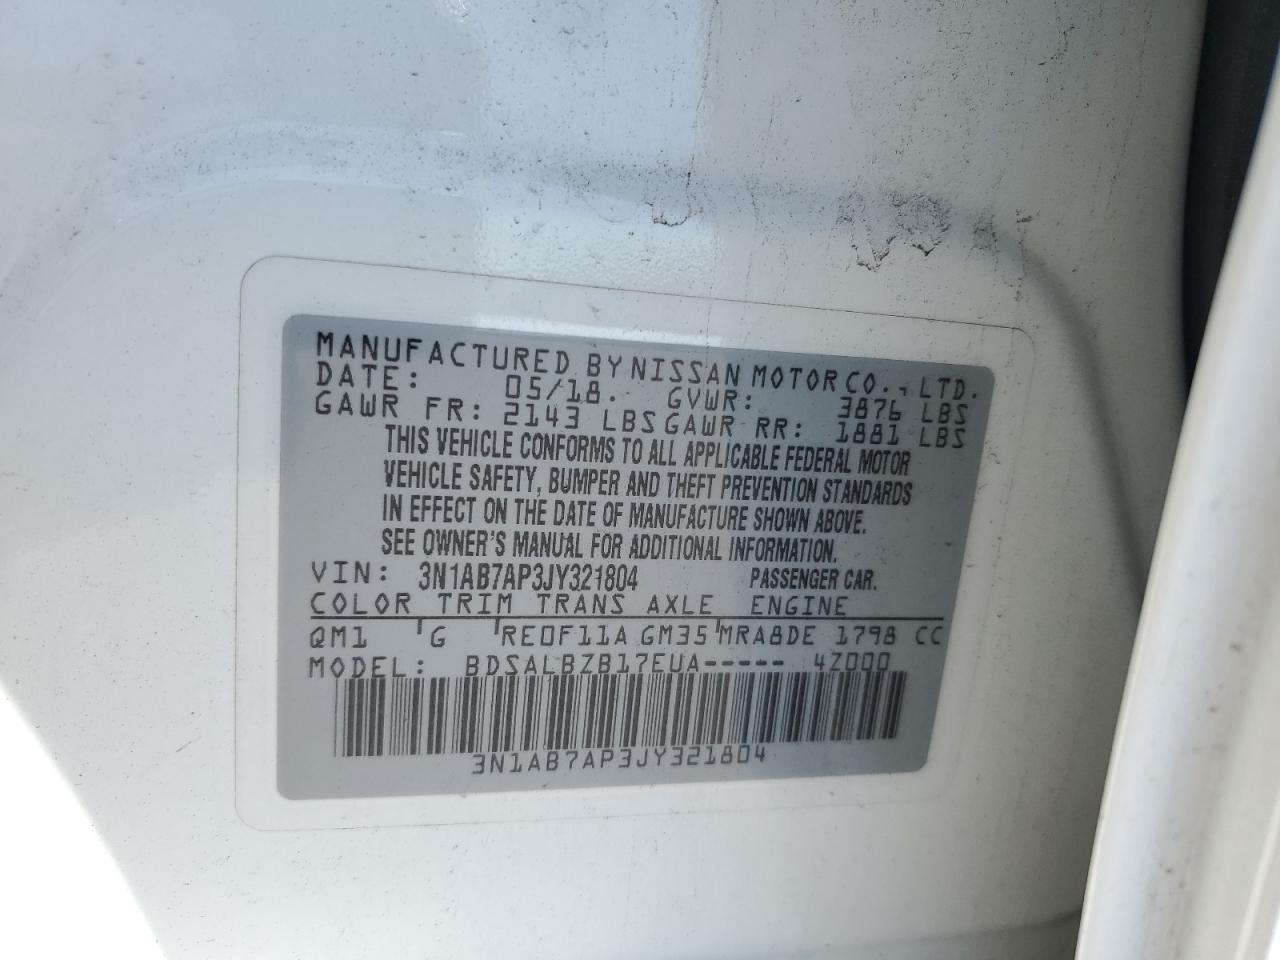 MANUFACTURED BY NISSAN MOTOR CO., LTD.
DATE: 05/18. GVWR: 3876 LBS
GAWR FR: 2143 LBS GAWR RR: 1881 LBS
THIS VEHICLE CONFORMS TO ALL APPLICABLE FEDERAL MOTOR
VEHICLE SAFETY, BUMPER AND THEFT PREVENTION STANDARDS
IN EFFECT ON THE DATE OF MANUFACTURE SHOWN ABOVE.
SEE OWNER'S MANUAL FOR ADDITIONAL INFORMATION.
VIN: 3N1AB7AP3JY321804 PASSENGER CAR.
COLOR TRIM TRANS AXLE ENGINE
QM1 G RE0F11A GM35 MRA8DE 1798 CC
MODEL: BDSALBZB17EUA----- 4Z000
3N1AB7AP3JY321804